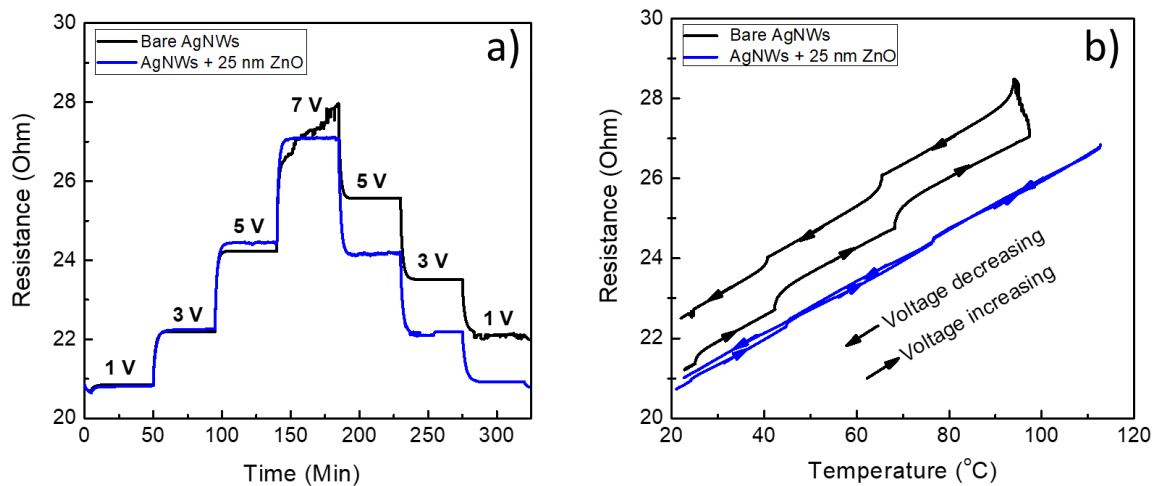 a)
Bare AgNWs
AgNWs + 25 nm ZnO
Resistance (Ohm)
30
28
26
24
22
20
1 V
3 V
5 V
7 V
5 V
3 V
1 V
0
50
100
150
200
250
300
Time (Min)
b)
Bare AgNWs
AgNWs + 25 nm ZnO
Resistance (Ohm)
30
28
26
24
22
20
Voltage decreasing
Voltage increasing
20
40
60
80
100
120
Temperature (°C)